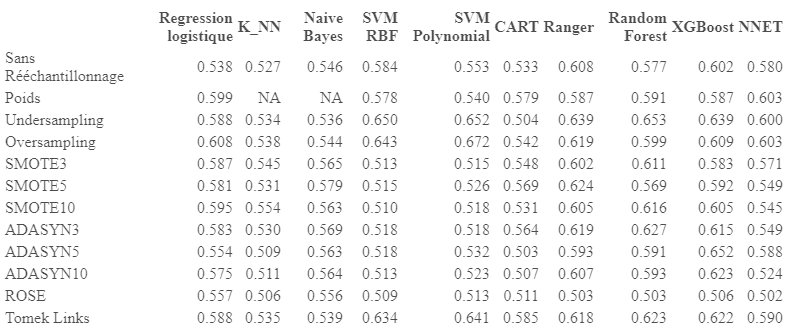 Regression logistique K_NN Naive Bayes SVM RBF SVM Polynomial CART Ranger Random Forest XGBoost NNET
Sans Rééchantillonnage 0.538 0.527 0.546 0.584 0.553 0.533 0.608 0.577 0.602 0.580
Poids 0.599 NA NA 0.578 0.540 0.579 0.587 0.591 0.587 0.603
Undersampling 0.588 0.534 0.536 0.650 0.652 0.504 0.639 0.653 0.639 0.600
Oversampling 0.608 0.538 0.544 0.643 0.672 0.542 0.619 0.599 0.609 0.603
SMOTE3 0.587 0.545 0.565 0.513 0.515 0.548 0.602 0.611 0.583 0.571
SMOTE5 0.581 0.531 0.579 0.515 0.526 0.569 0.624 0.569 0.592 0.549
SMOTE10 0.595 0.554 0.563 0.510 0.518 0.531 0.605 0.616 0.605 0.545
ADASYN3 0.583 0.530 0.569 0.518 0.518 0.564 0.619 0.627 0.615 0.549
ADASYN5 0.554 0.509 0.563 0.518 0.532 0.503 0.593 0.591 0.652 0.588
ADASYN10 0.575 0.511 0.564 0.513 0.523 0.507 0.607 0.593 0.623 0.524
ROSE 0.557 0.506 0.556 0.509 0.513 0.511 0.503 0.503 0.506 0.502
Tomek Links 0.588 0.535 0.539 0.634 0.641 0.585 0.618 0.623 0.622 0.590